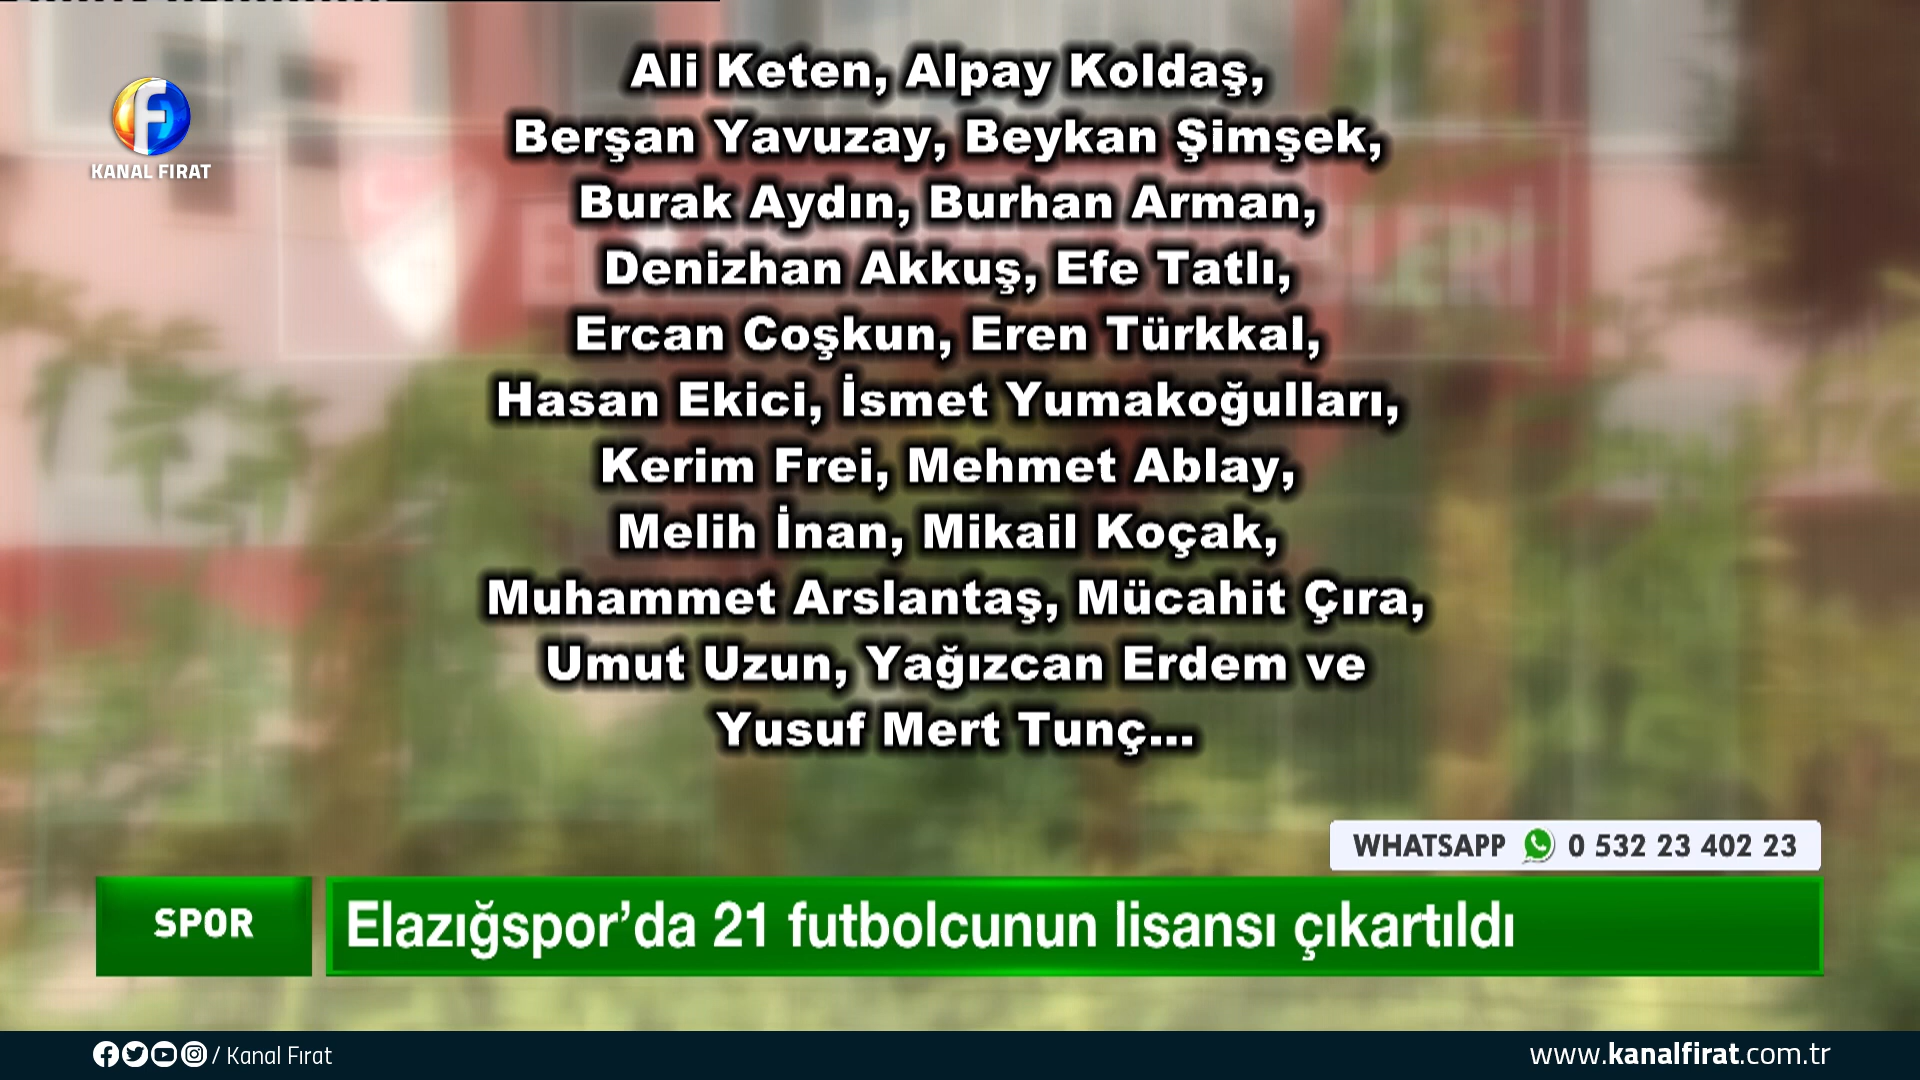 Ali Keten, Alpay Koldaş,
Berşan Yavuzay, Beykan Şimşek,
Burak Aydın, Burhan Arman,
Denizhan Akkuş, Efe Tatlı,
Ercan Coşkun, Eren Türkkal,
Hasan Ekici, İsmet Yumakoğulları,
Kerim Frei, Mehmet Ablay,
Melih İnan, Mikail Koçak,
Muhammet Arslantaş, Mücahit Çıra,
Umut Uzun, Yağızcan Erdem ve
Yusuf Mert Tunç...
KANAL FIRAT
WHATSAPP 0 532 23 402 23
SPOR
Elazığspor’da 21 futbolcunun lisansı çıkartıldı
/ Kanal Fırat
www.kanalfirat.com.tr